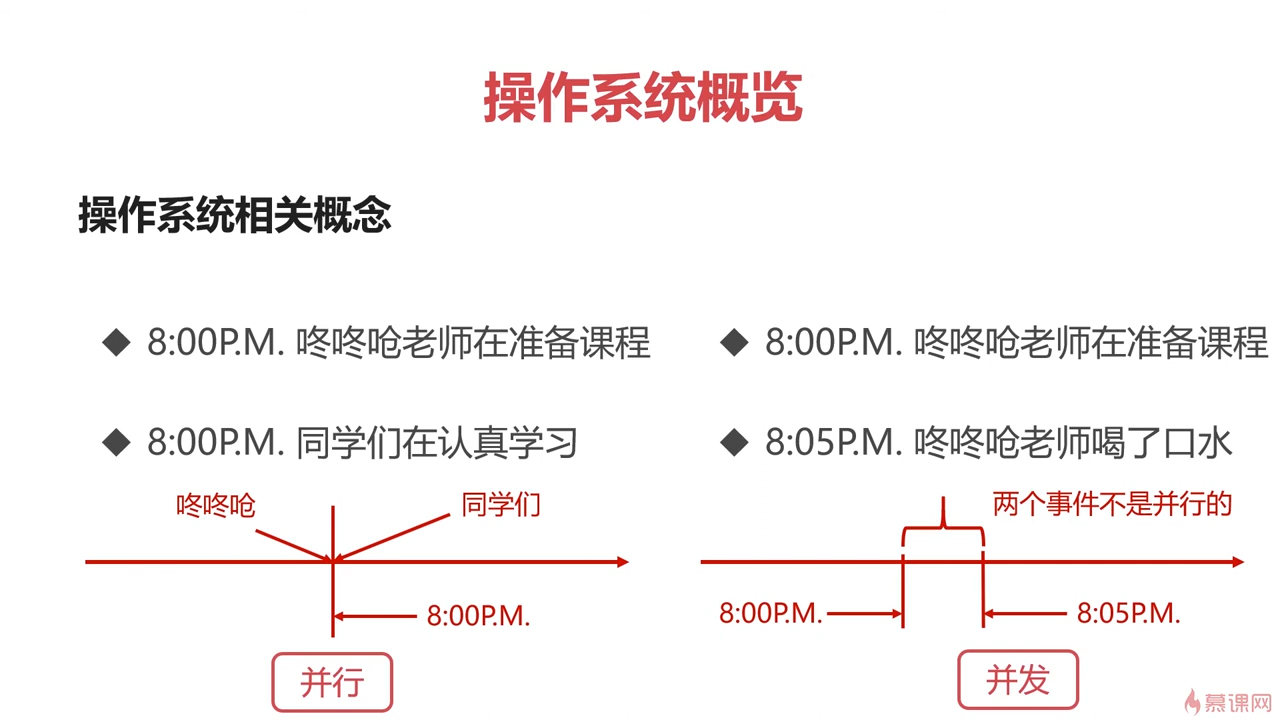 操作系统概览
操作系统相关概念
◆ 8:00P.M. 咚咚呛老师在准备课程
◆ 8:00P.M. 同学们在认真学习
咚咚呛
同学们
8:00P.M.
并行
◆ 8:00P.M. 咚咚呛老师在准备课程
◆ 8:05P.M. 咚咚呛老师喝了口水
两个事件不是并行的
8:00P.M.
8:05P.M.
并发
慕课网